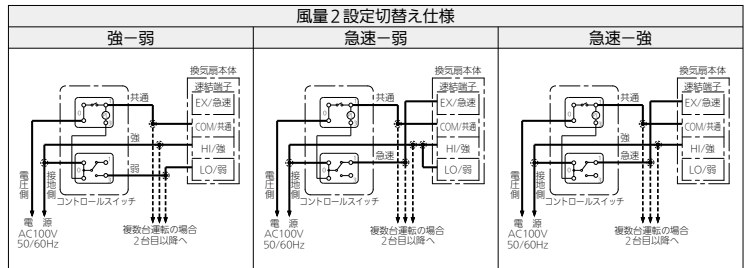 風量2設定切替え仕様
強－弱
急速－弱
急速－強
換気扇本体
速結端子
EX/急速
COM/共通
HI/強
LO/弱
共通
強
弱
電圧側
接地側
コントロールスイッチ
電　源
AC100V
50/60Hz
複数台運転の場合
2台目以降へ
換気扇本体
速結端子
EX/急速
COM/共通
HI/強
LO/弱
共通
急速
電圧側
接地側
コントロールスイッチ
電　源
AC100V
50/60Hz
複数台運転の場合
2台目以降へ
換気扇本体
速結端子
EX/急速
COM/共通
HI/強
LO/弱
共通
強
急速
電圧側
接地側
コントロールスイッチ
電　源
AC100V
50/60Hz
複数台運転の場合
2台目以降へ